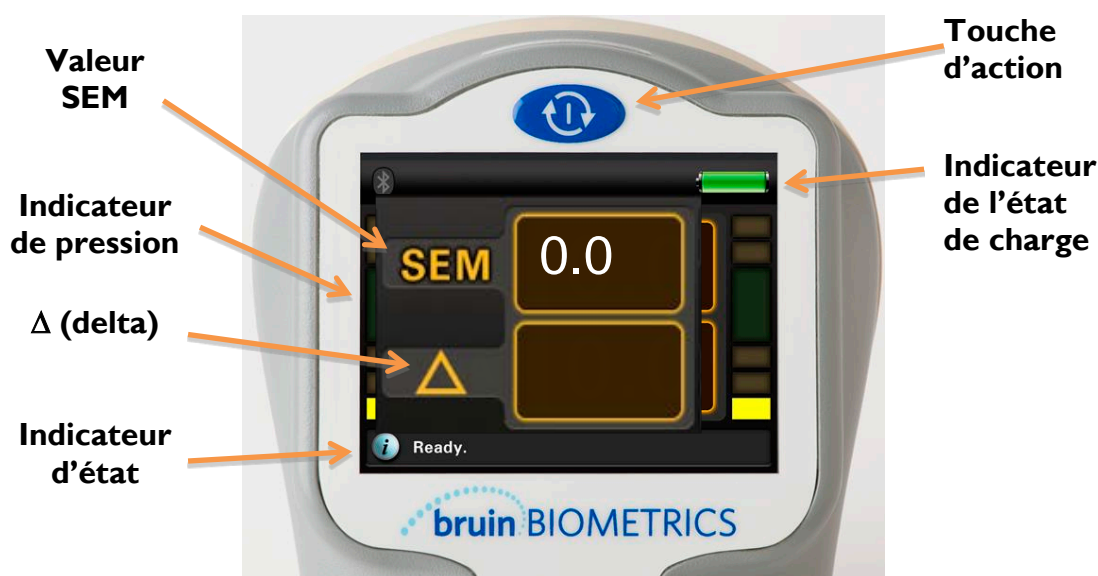 Valeur
SEM
Touche
d’action
Indicateur
de pression
Indicateur
de l’état
de charge
SEM
0.0
Δ (delta)
Δ
Indicateur
d’état
i Ready.
bruin BIOMETRICS